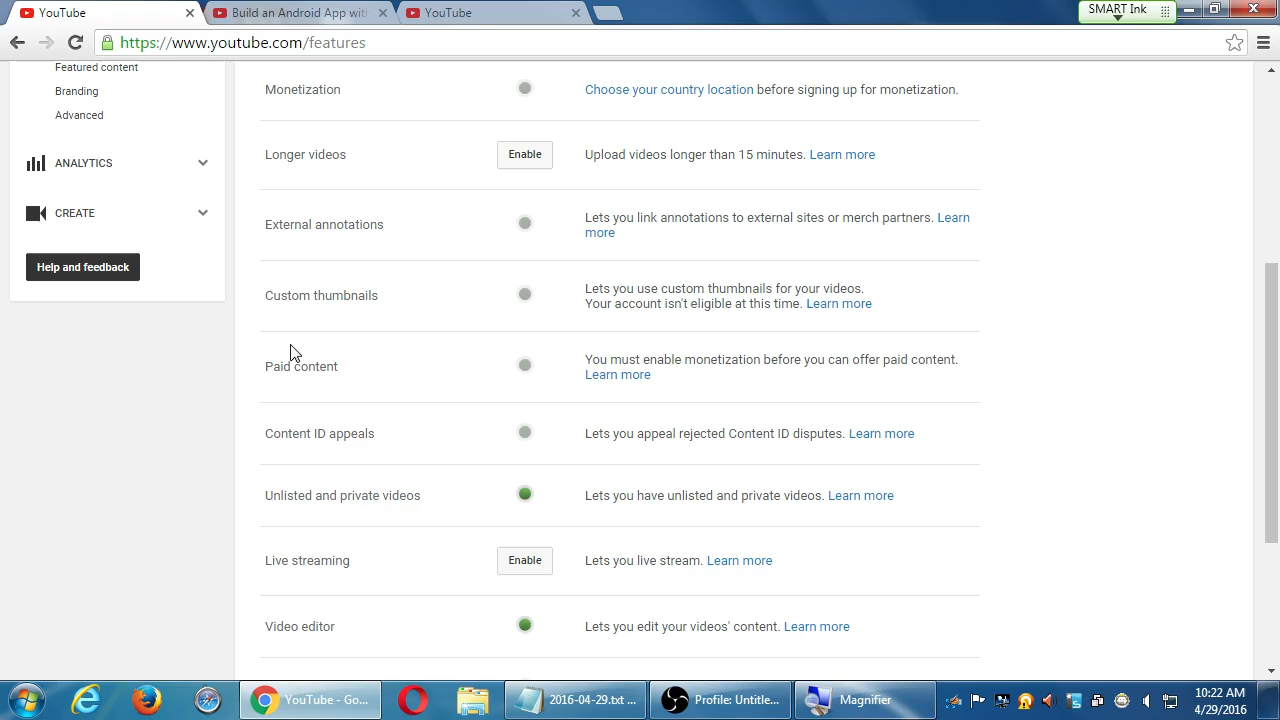 YouTube
Build an Android App with
YouTube
SMART Ink
https://www.youtube.com/features
Featured content
Branding
Advanced
ANALYTICS
CREATE
Help and feedback
Monetization
Choose your country location before signing up for monetization.
Longer videos
Enable
Upload videos longer than 15 minutes. Learn more
External annotations
Lets you link annotations to external sites or merch partners. Learn
more
Custom thumbnails
Lets you use custom thumbnails for your videos.
Your account isn't eligible at this time. Learn more
Paid content
You must enable monetization before you can offer paid content.
Learn more
Content ID appeals
Lets you appeal rejected Content ID disputes. Learn more
Unlisted and private videos
Lets you have unlisted and private videos. Learn more
Live streaming
Enable
Lets you live stream. Learn more
Video editor
Lets you edit your videos' content. Learn more
YouTube - Go...
2016-04-29.txt ...
Profile: Untitle...
Magnifier
10:22 AM
4/29/2016